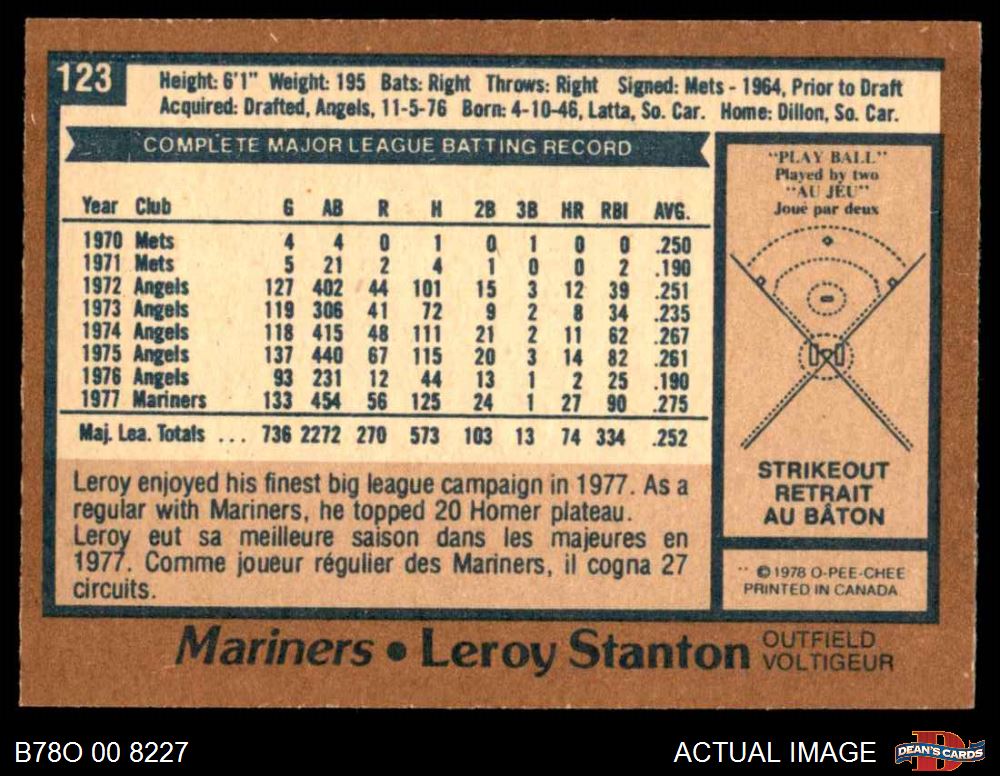 123
Height: 6'1" Weight: 195 Bats: Right Throws: Right Signed: Mets - 1964, Prior to Draft
Acquired: Drafted, Angels, 11-5-76 Born: 4-10-46, Latta, So. Car. Home: Dillon, So. Car.
COMPLETE MAJOR LEAGUE BATTING RECORD
Year Club G AB R H 2B 3B HR RBI AVG.
1970 Mets 4 4 0 1 0 1 0 0 .250
1971 Mets 5 21 2 4 1 0 0 2 .190
1972 Angels 127 402 44 101 15 3 12 39 .251
1973 Angels 119 306 41 72 9 2 8 34 .235
1974 Angels 118 415 48 111 21 2 11 62 .267
1975 Angels 137 440 67 115 20 3 14 82 .261
1976 Angels 93 231 12 44 13 1 2 25 .190
1977 Mariners 133 454 56 125 24 1 27 90 .275
Maj. Lea. Totals ... 736 2272 270 573 103 13 74 334 .252
Leroy enjoyed his finest big league campaign in 1977. As a
regular with Mariners, he topped 20 Homer plateau.
Leroy eut sa meilleure saison dans les majeures en
1977. Comme joueur régulier des Mariners, il cogna 27
circuits.
"PLAY BALL"
Played by two
"AU JEU"
Joué par deux
STRIKEOUT
RETRAIT
AU BÂTON
© 1978 O-PEE-CHEE
PRINTED IN CANADA
Mariners • Leroy Stanton
OUTFIELD
VOLTIGEUR
B78O 00 8227
ACTUAL IMAGE
DEAN'S CARDS